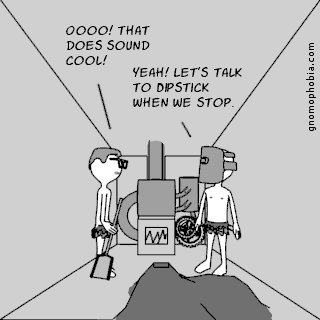 OOOO! THAT
DOES SOUND
COOL!
YEAH! LET'S TALK
TO DIPSTICK
WHEN WE STOP.
gnomophobia.com